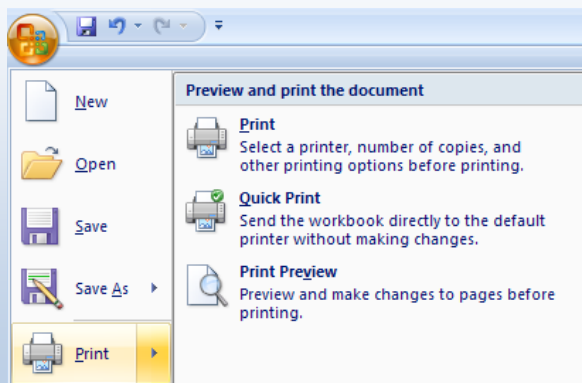 New
Open
Save
Save As
Print
Preview and print the document
Print
Select a printer, number of copies, and
other printing options before printing.
Quick Print
Send the workbook directly to the default
printer without making changes.
Print Preview
Preview and make changes to pages before
printing.